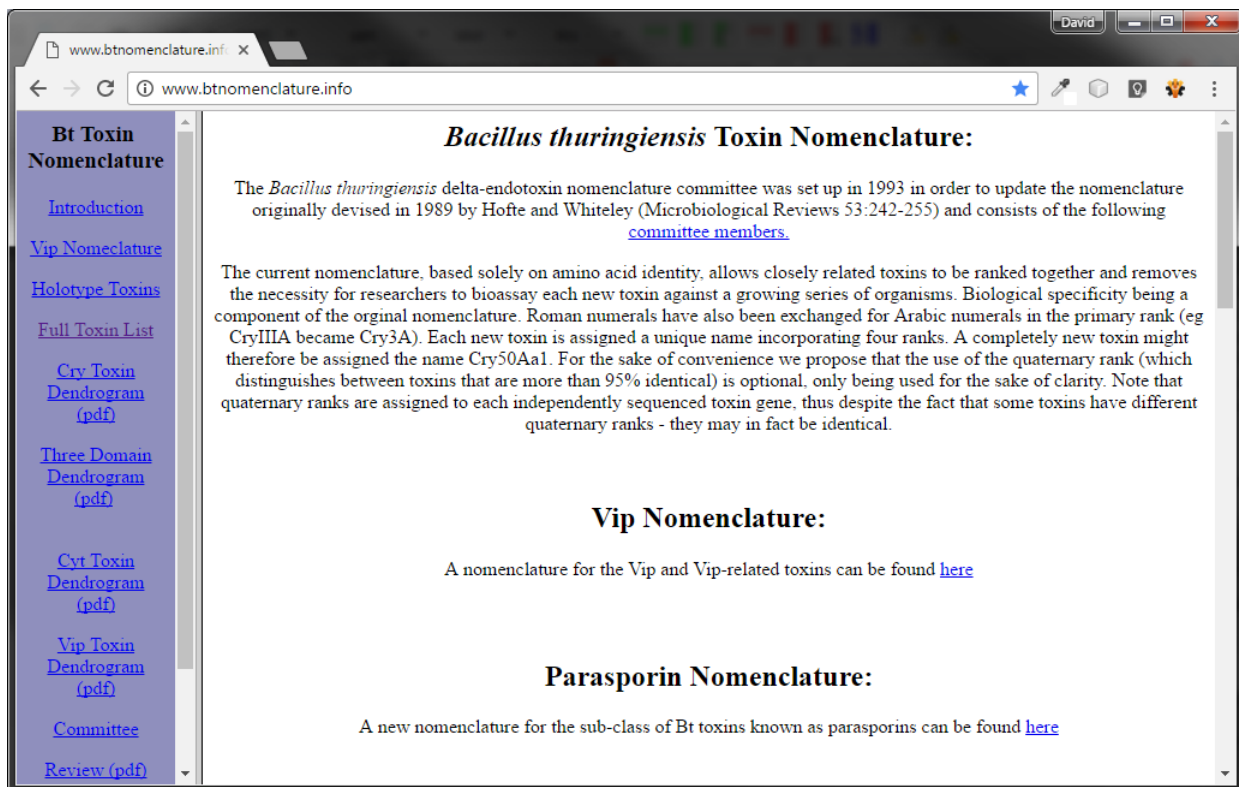 David
www.btnomenclature.inf
www.btnomenclature.info
Bt Toxin
Nomenclature
Introduction
Vip Nomeclature
Holotype Toxins
Full Toxin List
Cry Toxin
Dendrogram
(pdf)
Three Domain
Dendrogram
(pdf)
Cyt Toxin
Dendrogram
(pdf)
Vip Toxin
Dendrogram
(pdf)
Committee
Review (pdf)
Bacillus thuringiensis Toxin Nomenclature:
The Bacillus thuringiensis delta-endotoxin nomenclature committee was set up in 1993 in order to update the nomenclature
originally devised in 1989 by Hofte and Whiteley (Microbiological Reviews 53:242-255) and consists of the following
committee members.
The current nomenclature, based solely on amino acid identity, allows closely related toxins to be ranked together and removes
the necessity for researchers to bioassay each new toxin against a growing series of organisms. Biological specificity being a
component of the orginal nomenclature. Roman numerals have also been exchanged for Arabic numerals in the primary rank (eg
CryIIIA became Cry3A). Each new toxin is assigned a unique name incorporating four ranks. A completely new toxin might
therefore be assigned the name Cry50Aa1. For the sake of convenience we propose that the use of the quaternary rank (which
distinguishes between toxins that are more than 95% identical) is optional, only being used for the sake of clarity. Note that
quaternary ranks are assigned to each independently sequenced toxin gene, thus despite the fact that some toxins have different
quaternary ranks - they may in fact be identical.
Vip Nomenclature:
A nomenclature for the Vip and Vip-related toxins can be found here
Parasporin Nomenclature:
A new nomenclature for the sub-class of Bt toxins known as parasporins can be found here